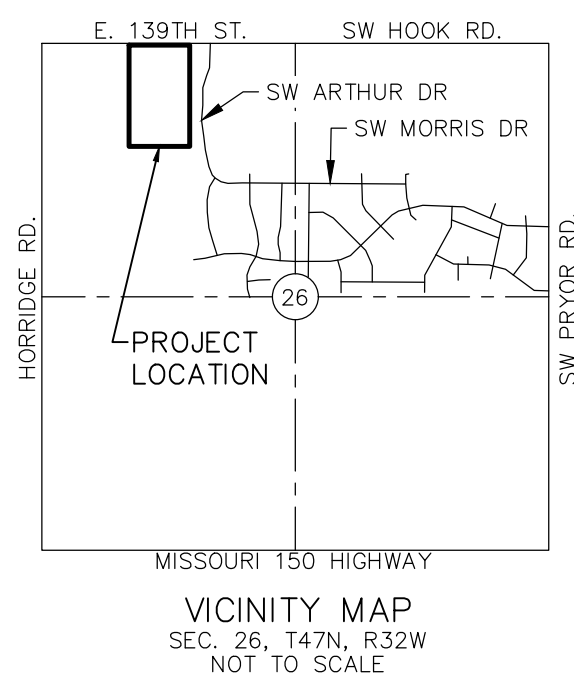 E. 139TH ST. SW HOOK RD.
SW ARTHUR DR
SW MORRIS DR
HORRIDGE RD.
SW PRYOR RD.
26
PROJECT
LOCATION
MISSOURI 150 HIGHWAY
VICINITY MAP
SEC. 26, T47N, R32W
NOT TO SCALE